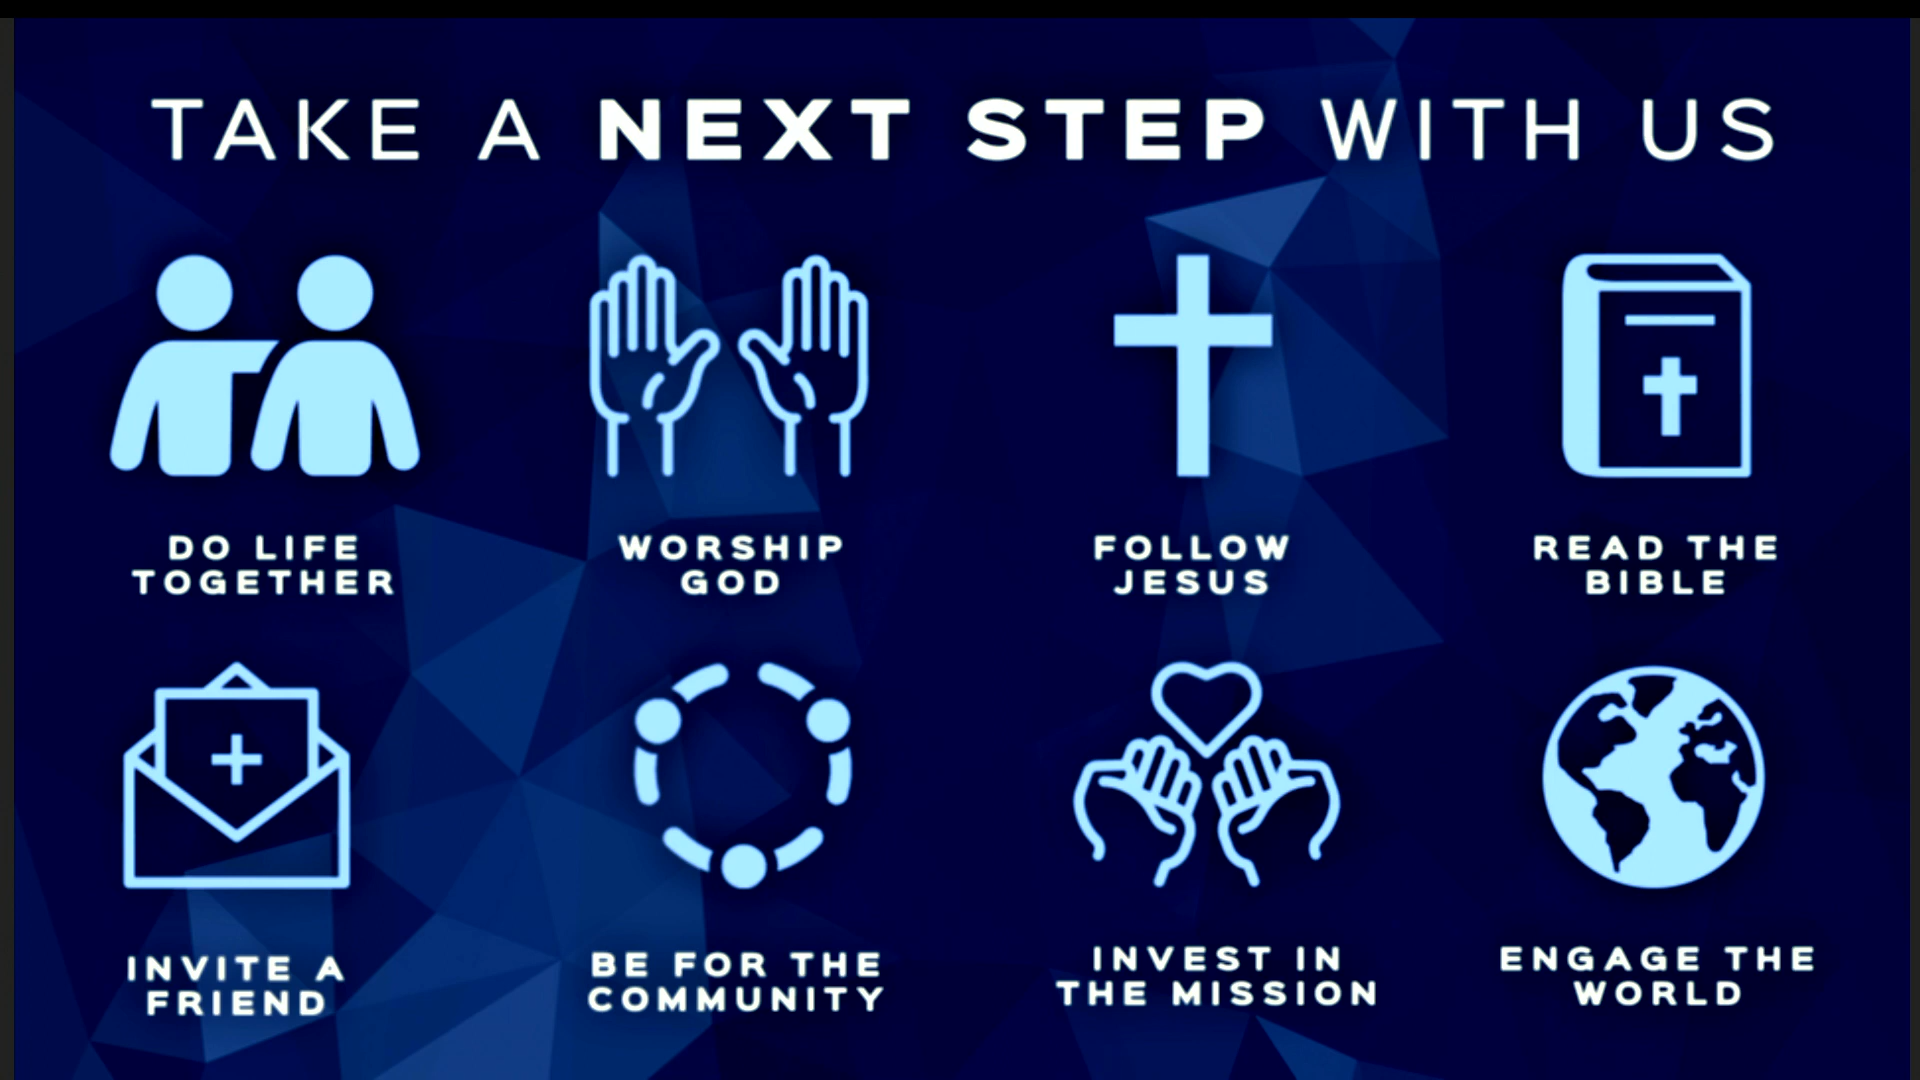 TAKE A NEXT STEP WITH US
DO LIFE
TOGETHER
WORSHIP
GOD
FOLLOW
JESUS
READ THE
BIBLE
INVITE A
FRIEND
BE FOR THE
COMMUNITY
INVEST IN
THE MISSION
ENGAGE THE
WORLD